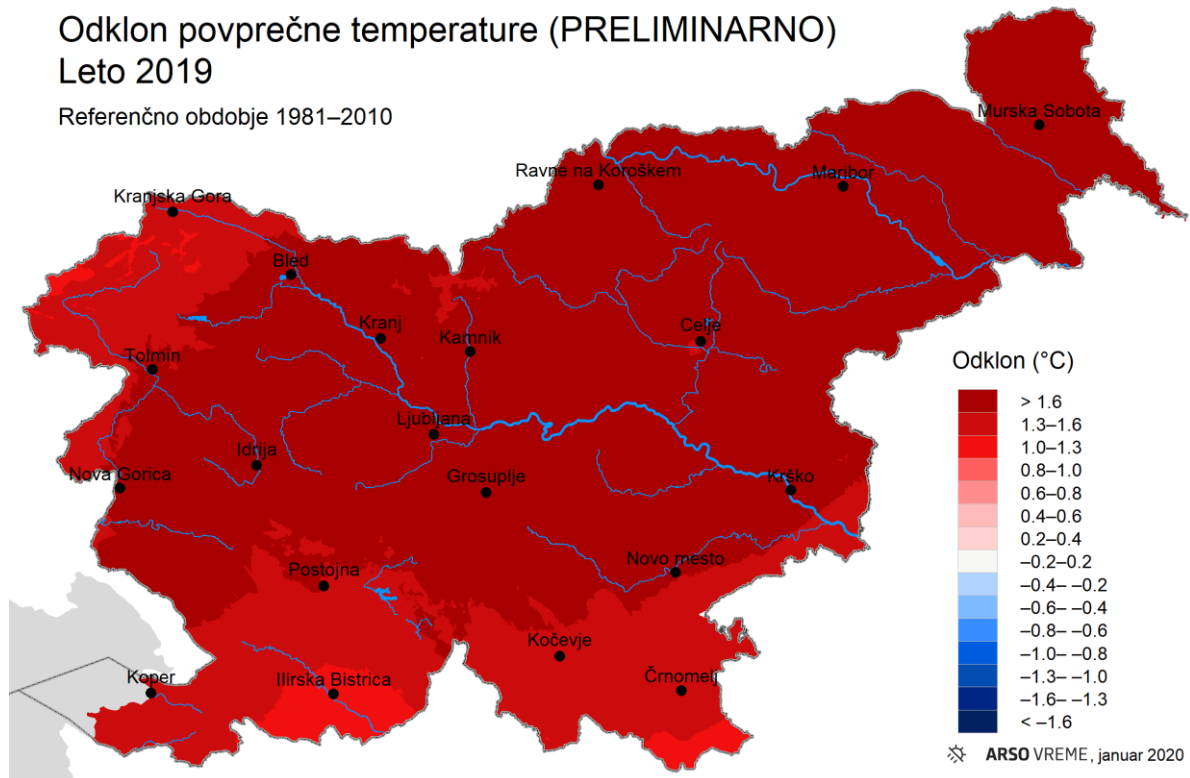 Odklon povprečne temperature (PRELIMINARNO)
Leto 2019
Referenčno obdobje 1981–2010
Murska Sobota
Ravne na Koroškem
Maribor
Kranjska Gora
Bled
Kranj
Kamnik
Celje
Tolmin
Ljubljana
Idrija
Nova Gorica
Grosuplje
Krško
Postojna
Novo mesto
Kočevje
Koper
Ilirska Bistrica
Črnomelj
Odklon (°C)
> 1.6
1.3–1.6
1.0–1.3
0.8–1.0
0.6–0.8
0.4–0.6
0.2–0.4
–0.2–0.2
–0.4– –0.2
–0.6– –0.4
–0.8– –0.6
–1.0– –0.8
–1.3– –1.0
–1.6– –1.3
< –1.6
ARSO VREME, januar 2020